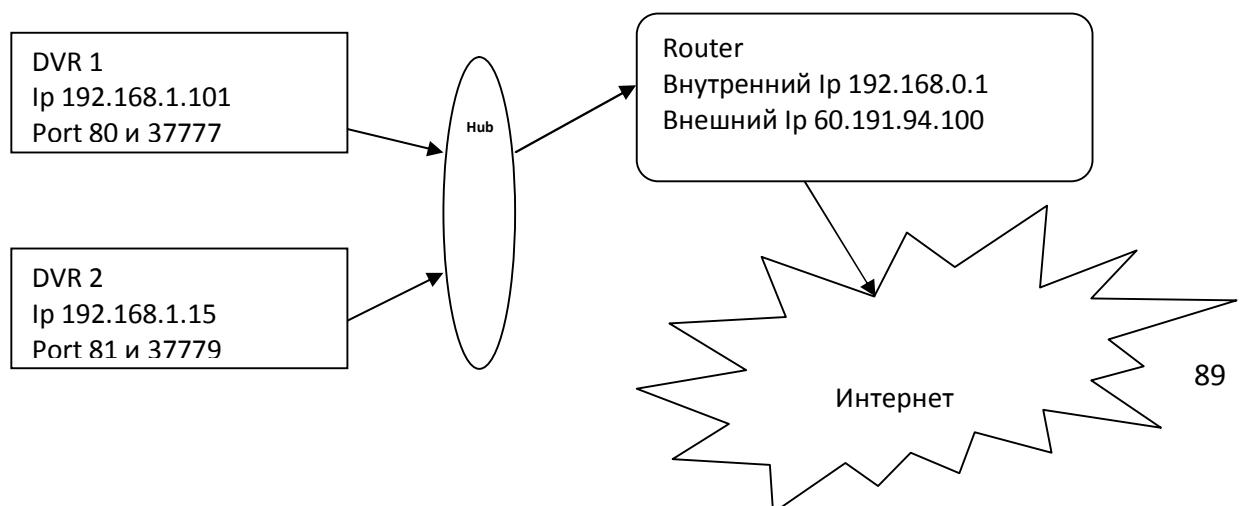 DVR 1
Ip 192.168.1.101
Port 80 и 37777
Hub
Router
Внутренний Ip 192.168.0.1
Внешний Ip 60.191.94.100
DVR 2
Ip 192.168.1.15
Port 81 и 37779
Интернет
89